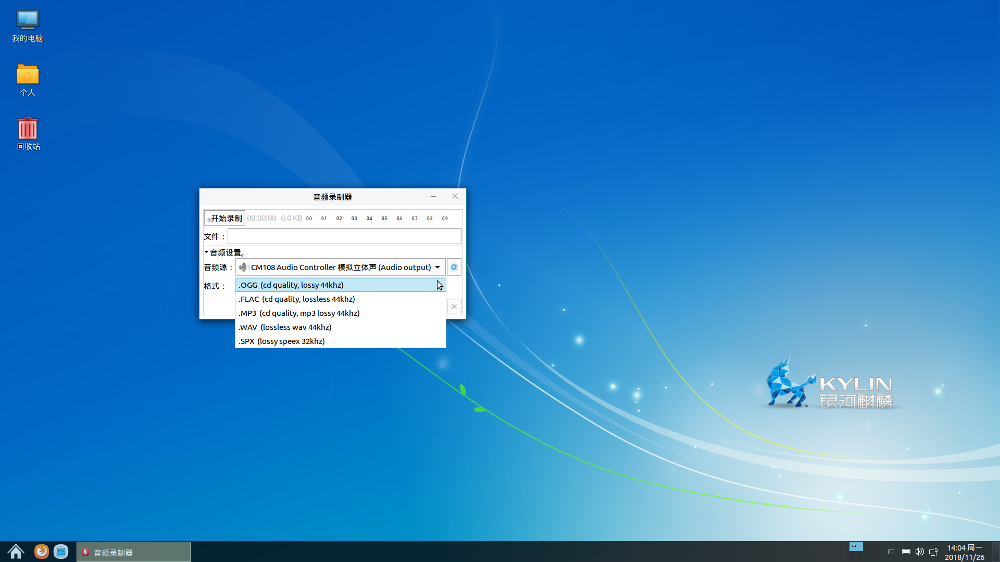 我的电脑
个人
回收站
音频录制器
开始录制 00:00:00 0.0 KB 0.0 0.1 0.2 0.3 0.4 0.5 0.6 0.7 0.8 0.9
文件：
音频设置。
音频源： CM108 Audio Controller 模拟立体声 (Audio output)
格式： .OGG (cd quality, lossy 44khz)
.FLAC (cd quality, lossless 44khz)
.MP3 (cd quality, mp3 lossy 44khz)
.WAV (lossless wav 44khz)
.SPX (lossy speex 32khz)
KYLIN
银河麒麟
音频录制器
14:04 周一
2018/11/26